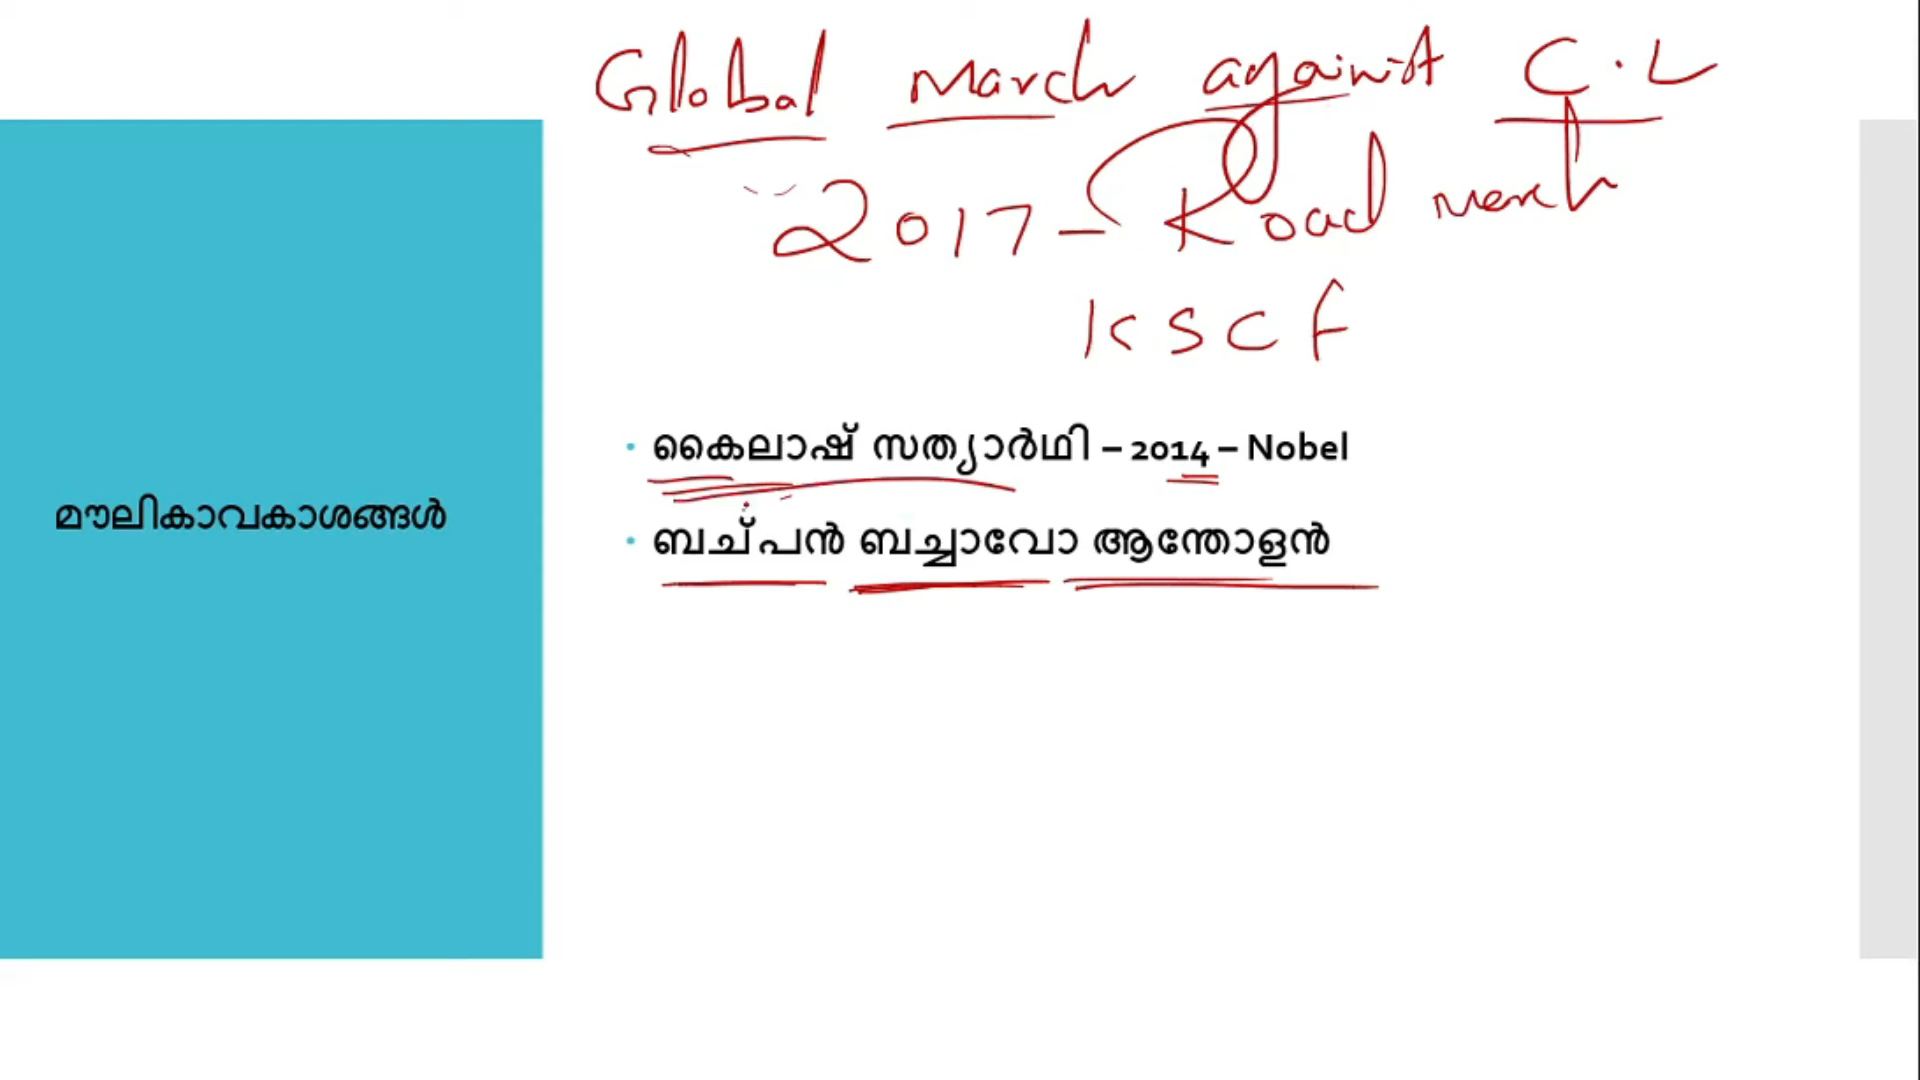 Global March against C.L
2017 - Road March
KSCF
മൗലികാവകാശങ്ങൾ
• കൈലാഷ് സത്യാർഥി – 2014 – Nobel
• ബച്പൻ ബച്ചാവോ ആന്തോളൻ